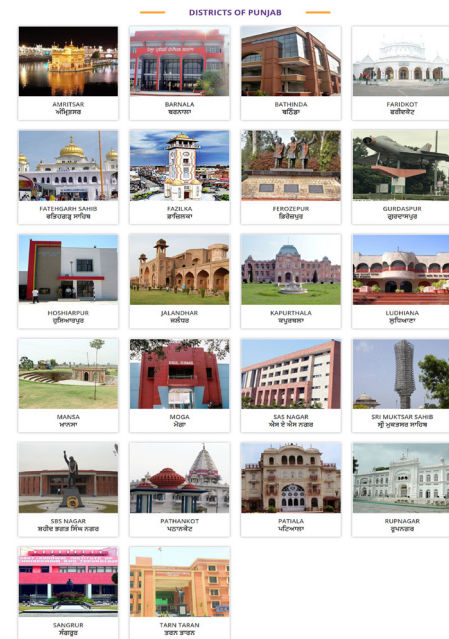 DISTRICTS OF PUNJAB
AMRITSAR
ਅੰਮ੍ਰਿਤਸਰ
BARNALA
ਬਰਨਾਲਾ
BATHINDA
ਬਠਿੰਡਾ
FARIDKOT
ਫਰੀਦਕੋਟ
FATEHGARH SAHIB
ਫਤਿਹਗੜ੍ਹ ਸਾਹਿਬ
FAZILKA
ਫਾਜ਼ਿਲਕਾ
FEROZEPUR
ਫਿਰੋਜ਼ਪੁਰ
GURDASPUR
ਗੁਰਦਾਸਪੁਰ
HOSHIARPUR
ਹੁਸ਼ਿਆਰਪੁਰ
JALANDHAR
ਜਲੰਧਰ
KAPURTHALA
ਕਪੂਰਥਲਾ
LUDHIANA
ਲੁਧਿਆਣਾ
MANSA
ਮਾਨਸਾ
MOGA
ਮੋਗਾ
SAS NAGAR
ਐਸ ਏ ਐਸ ਨਗਰ
SRI MUKTSAR SAHIB
ਸ੍ਰੀ ਮੁਕਤਸਰ ਸਾਹਿਬ
SBS NAGAR
ਸ਼ਹੀਦ ਭਗਤ ਸਿੰਘ ਨਗਰ
PATHANKOT
ਪਠਾਨਕੋਟ
PATIALA
ਪਟਿਆਲਾ
RUPNAGAR
ਰੂਪਨਗਰ
SANGRUR
ਸੰਗਰੂਰ
TARN TARAN
ਤਰਨ ਤਾਰਨ